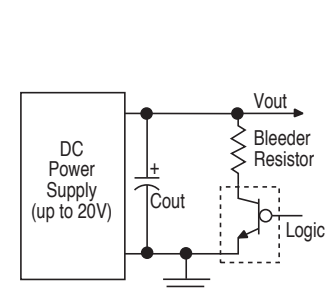 Vout
DC
Power
Supply
(up to 20V)
Bleeder
Resistor
+
Cout
Logic